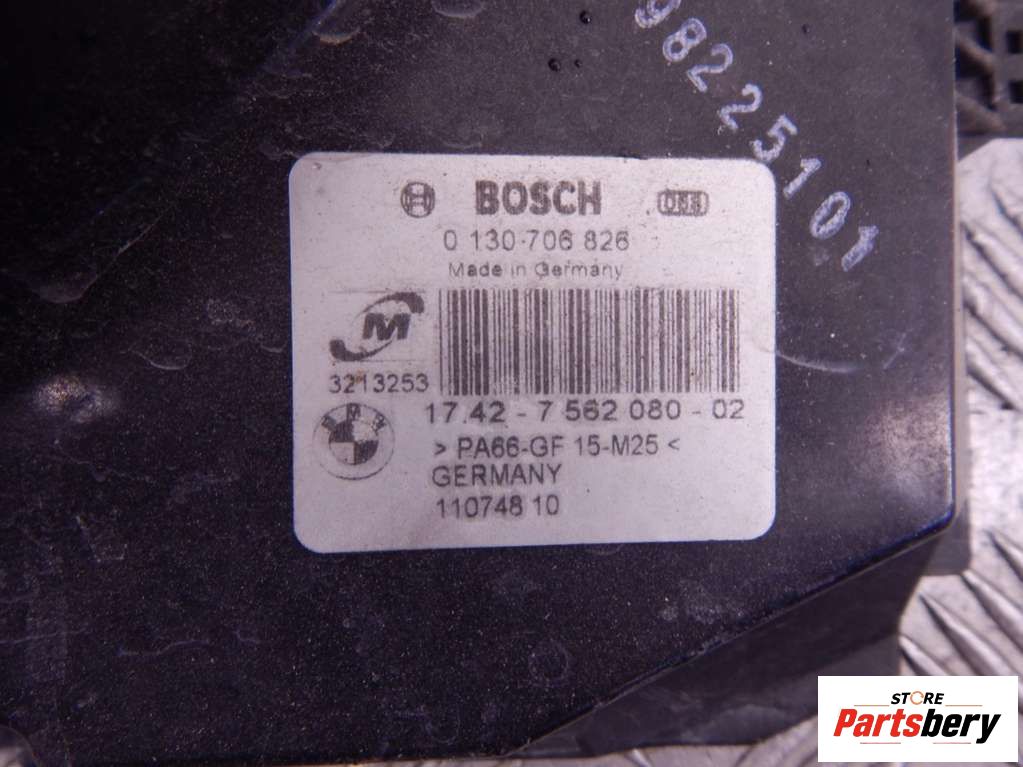 98225101
BOSCH
0 130 706 826
Made in Germany
M
3213253
BMW
17.42 - 7 562 080 - 02
> PA66-GF 15-M25 <
GERMANY
110748 10
STORE
Partsbery